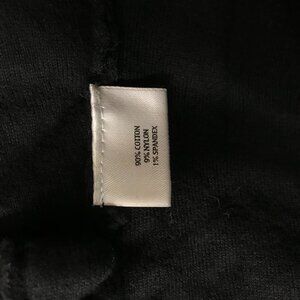 90% COTTON
9% NYLON
1% SPANDEX